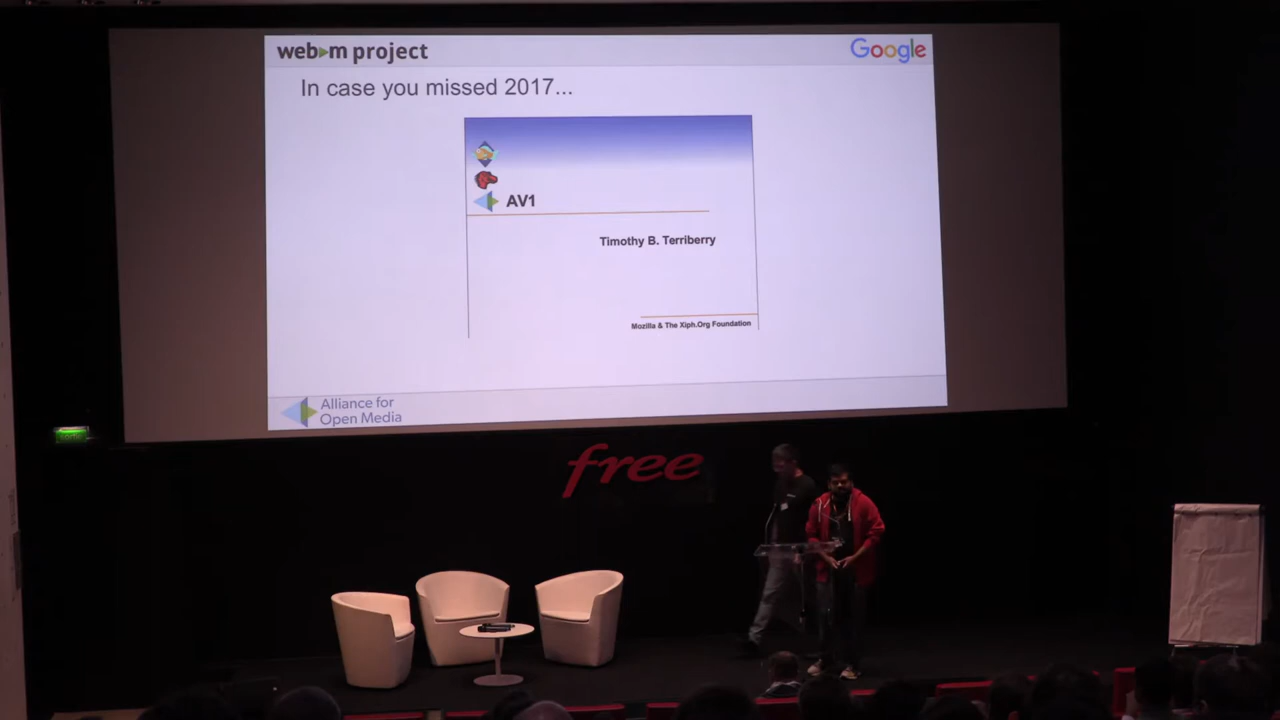 web m project
Google
In case you missed 2017...
AV1
Timothy B. Terriberry
Mozilla & The Xiph.Org Foundation
Alliance for
Open Media
free